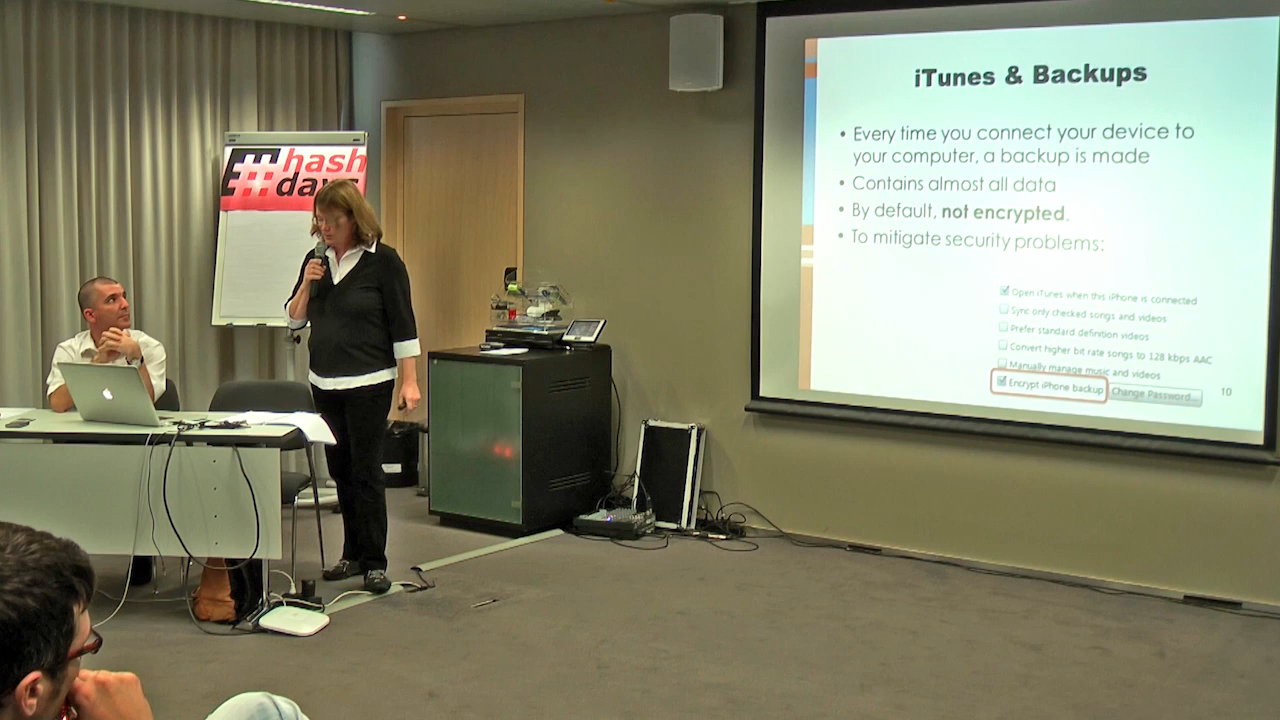 hash
days
iTunes & Backups
• Every time you connect your device to
your computer, a backup is made
• Contains almost all data
• By default, not encrypted.
• To mitigate security problems:
Open iTunes when this iPhone is connected
Sync only checked songs and videos
Prefer standard definition videos
Convert higher bit rate songs to 128 kbps AAC
Manually manage music and videos
Encrypt iPhone backup Change Password...
10